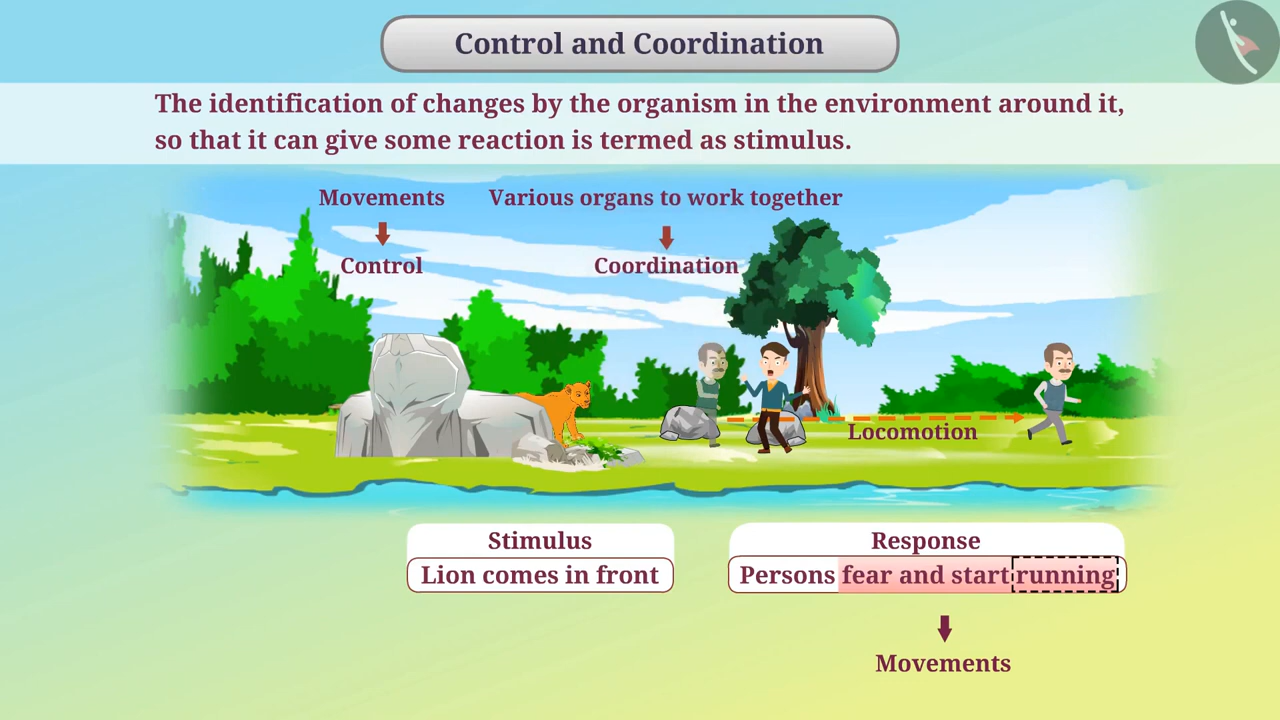 Control and Coordination
The identification of changes by the organism in the environment around it,
so that it can give some reaction is termed as stimulus.
Movements
Various organs to work together
Control
Coordination
Locomotion
Stimulus
Lion comes in front
Response
Persons fear and start running
Movements